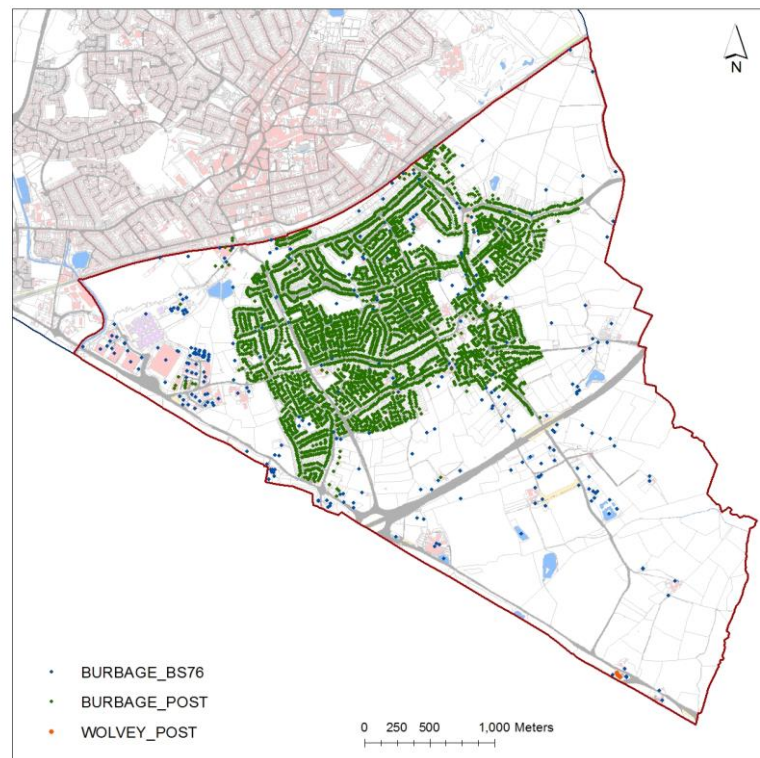 N
BURBAGE_BS76
BURBAGE_POST
WOLVEY_POST
0 250 500 1,000 Meters